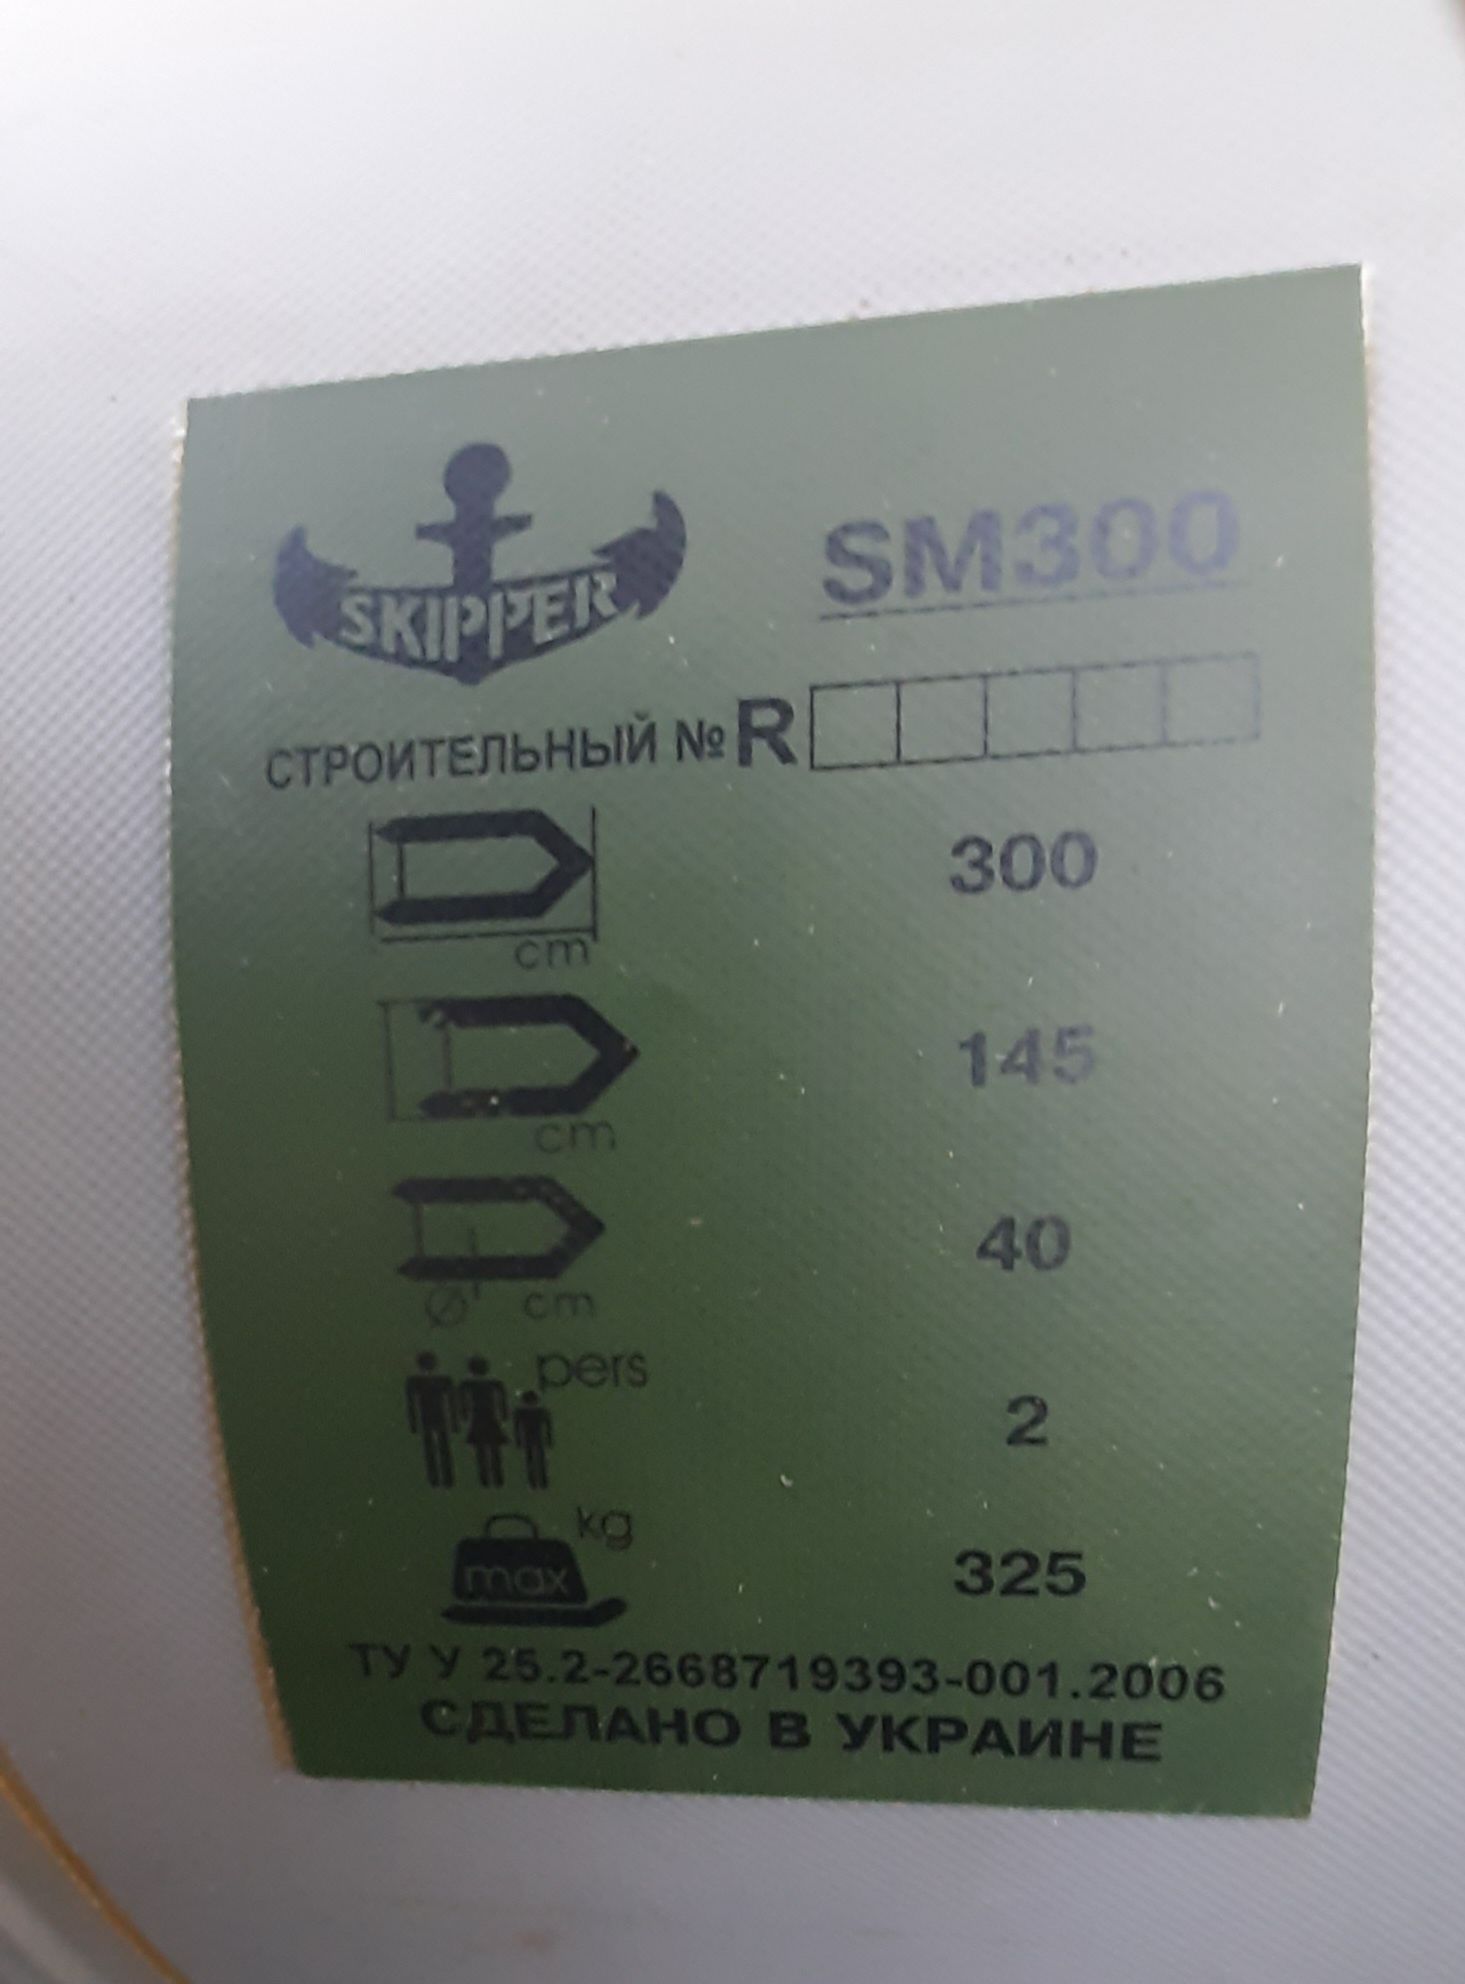 SKIPPER
SM300
СТРОИТЕЛЬНЫЙ № R
cm 300
cm 145
Ø cm 40
pers 2
max kg 325
ТУ У 25.2-2668719393-001.2006
СДЕЛАНО В УКРАИНЕ